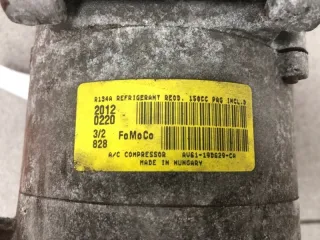 R134A REFRIGERANT REQD. 150CC PAG INCL.
2012
0220
3/2 FoMoCo
828
A/C COMPRESSOR AV61-19D629-CA
MADE IN HUNGARY